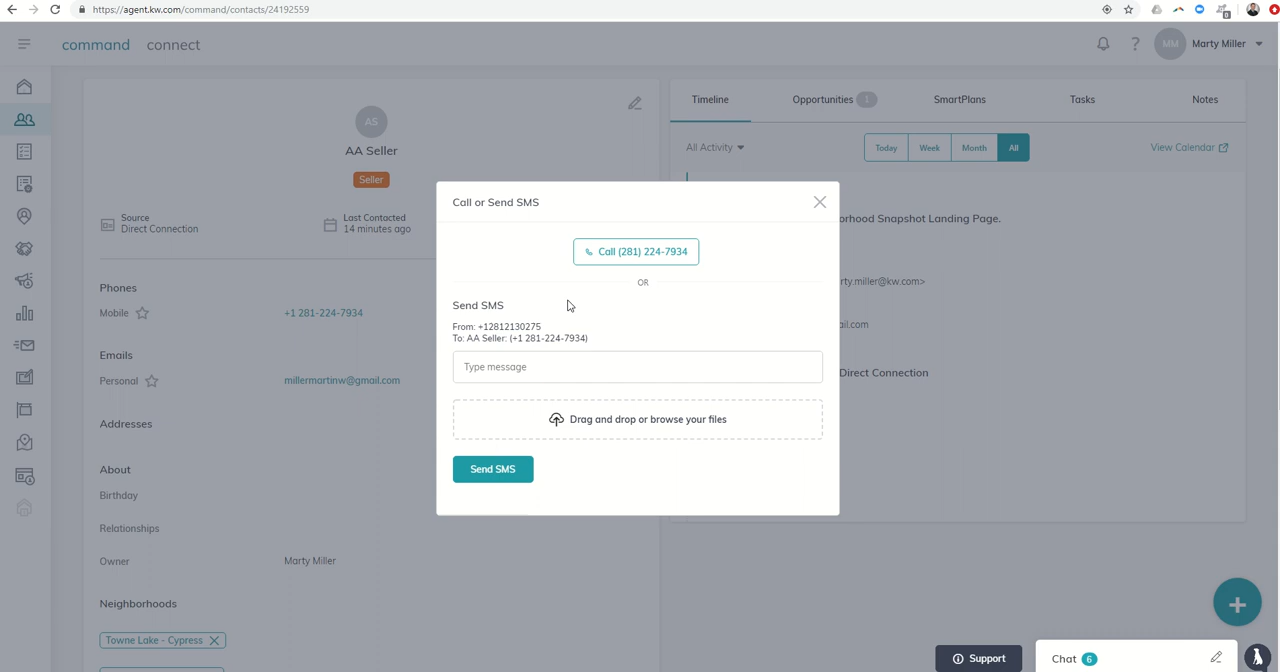 https://agent.kw.com/command/contacts/24192559
command connect
MM Marty Miller
AS
AA Seller
Seller
Source
Direct Connection
Last Contacted
14 minutes ago
Phones
Mobile
+1 281-224-7934
Emails
Personal
millermartinw@gmail.com
Addresses
About
Birthday
Relationships
Owner
Marty Miller
Neighborhoods
Towne Lake - Cypress
Timeline
Opportunities 1
SmartPlans
Tasks
Notes
All Activity
Today
Week
Month
All
View Calendar
orhood Snapshot Landing Page.
rty.miller@kw.com>
ail.com
Direct Connection
Call or Send SMS
Call (281) 224-7934
OR
Send SMS
From: +12812130275
To: AA Seller: (+1 281-224-7934)
Type message
Drag and drop or browse your files
Send SMS
Support
Chat 6